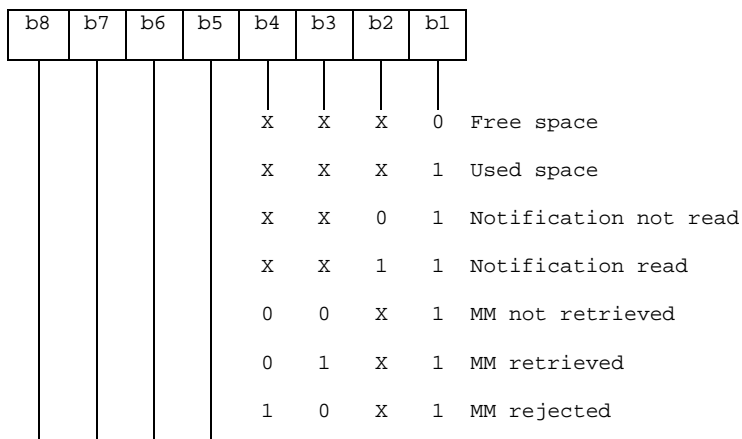 b8 b7 b6 b5 b4 b3 b2 b1
X X X 0 Free space
X X X 1 Used space
X X 0 1 Notification not read
X X 1 1 Notification read
0 0 X 1 MM not retrieved
0 1 X 1 MM retrieved
1 0 X 1 MM rejected